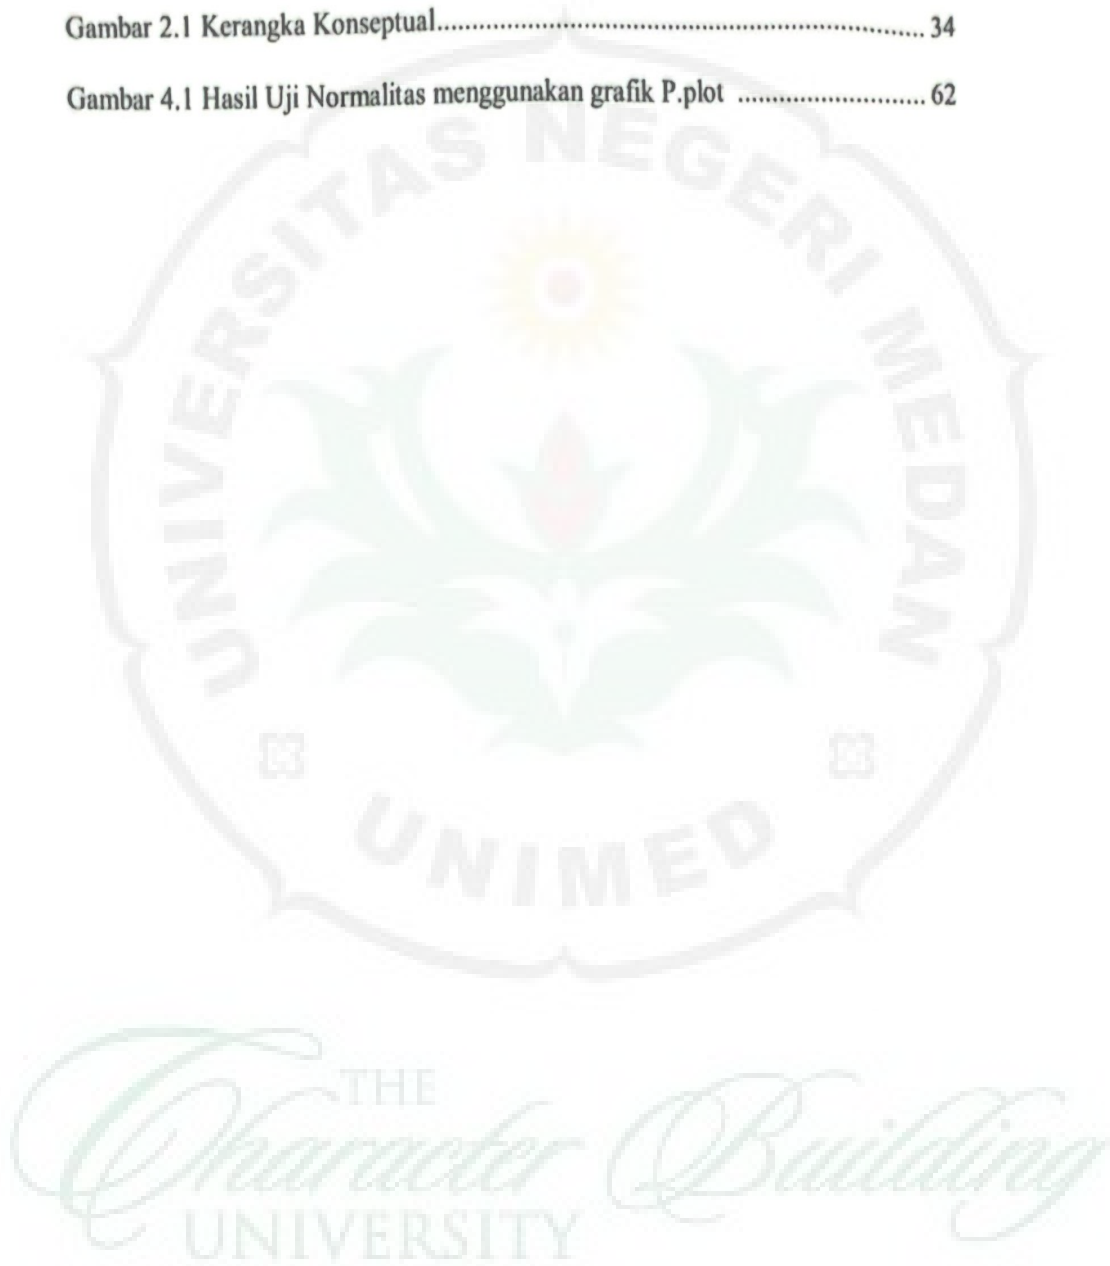 Gambar 2.1 Kerangka Konseptual.......................................................................................... 34
Gambar 4.1 Hasil Uji Normalitas menggunakan grafik P.plot ........................... 62
UNIVERSITAS NEGERI MEDAN
UNIMED
THE
Character Building
UNIVERSITY